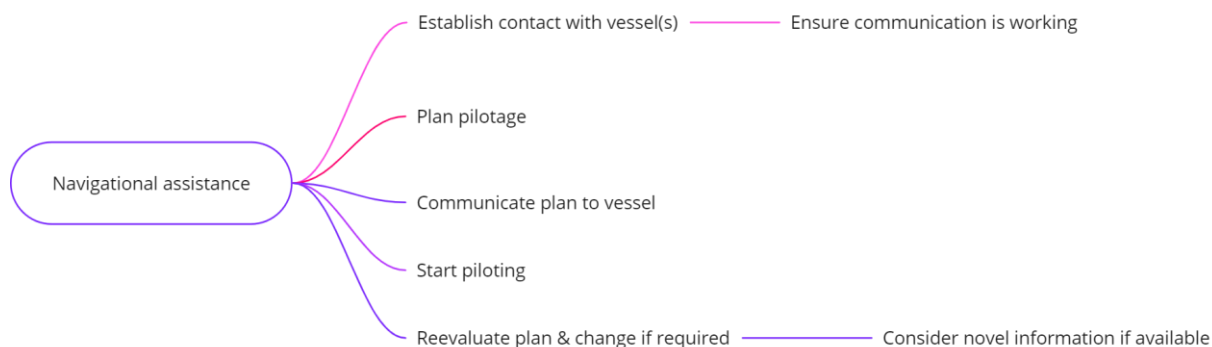 Navigational assistance
Establish contact with vessel(s)
Ensure communication is working
Plan pilotage
Communicate plan to vessel
Start piloting
Reevaluate plan & change if required
Consider novel information if available